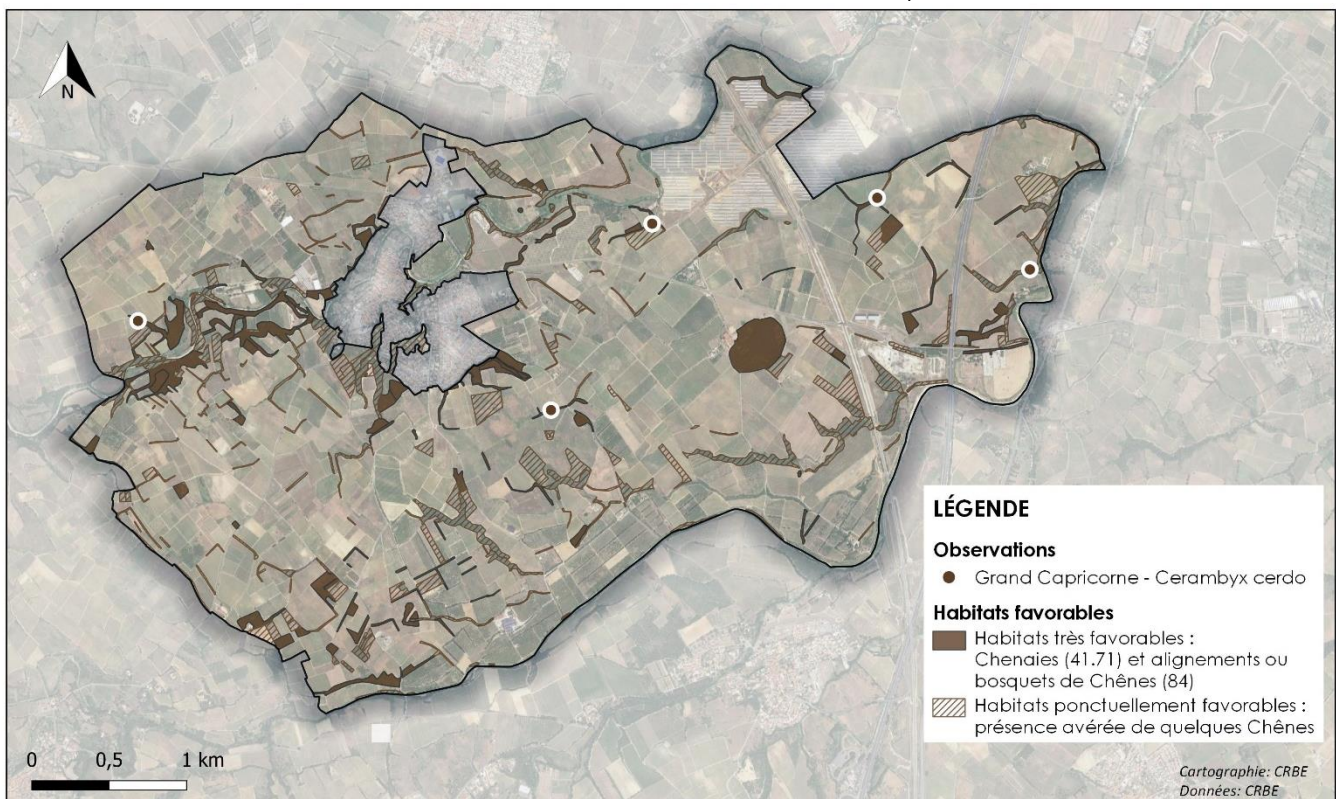 N
LÉGENDE
Observations
Grand Capricorne - Cerambyx cerdo
Habitats favorables
Habitats très favorables :
Chenaies (41.71) et alignements ou
bosquets de Chênes (84)
Habitats ponctuellement favorables :
présence avérée de quelques Chênes
0 0,5 1 km
Cartographie: CRBE
Données: CRBE